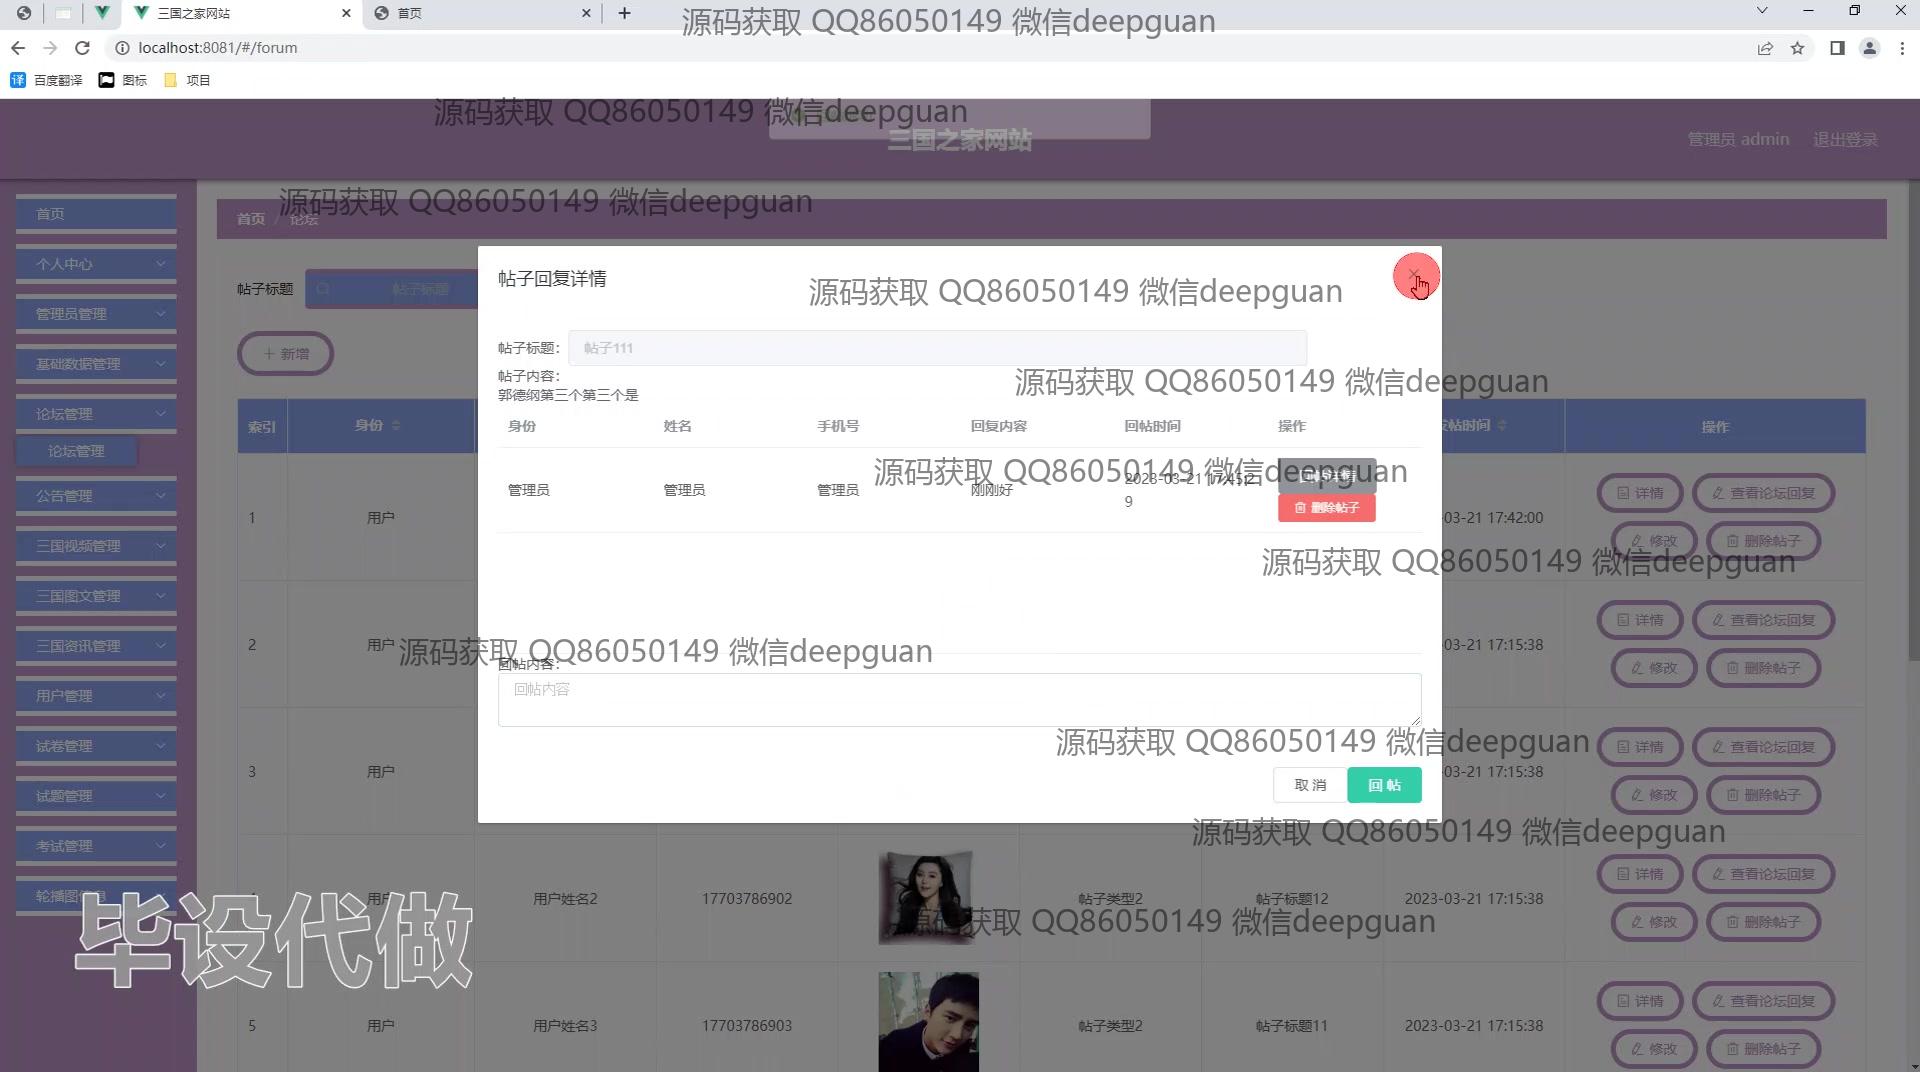 三国之家网站
首页
源码获取 QQ86050149 微信deepguan
localhost:8081/#/forum
百度翻译
图标
项目
源码获取 QQ86050149 微信deepguan
三国之家网站
管理员 admin
退出登录
源码获取 QQ86050149 微信deepguan
首页
个人中心
管理员管理
基础数据管理
论坛管理
论坛管理
公告管理
三国视频管理
三国图文管理
三国资讯管理
用户管理
试卷管理
试题管理
考试管理
首页 / 论坛
帖子标题
帖子标题
+ 新增
帖子回复详情
源码获取 QQ86050149 微信deepguan
帖子标题: 帖子111
帖子内容:
郭德纲第三个第三个是
源码获取 QQ86050149 微信deepguan
身份 姓名 手机号 回复内容 回帖时间 操作
源码获取 QQ86050149 微信deepguan
管理员 管理员 管理员 刚刚好 2023-03-21 17:45:29
删除帖子
源码获取 QQ86050149 微信deepguan
源码获取 QQ86050149 微信deepguan
回帖内容:
回帖内容
源码获取 QQ86050149 微信deepguan
取消 回帖
源码获取 QQ86050149 微信deepguan
索引 身份 发帖时间 操作
1 用户 03-21 17:42:00 详情 查看论坛回复
修改 删除帖子
2 用户 03-21 17:15:38 详情 查看论坛回复
修改 删除帖子
3 用户 03-21 17:15:38 详情 查看论坛回复
修改 删除帖子
用户姓名2 17703786902 帖子类型2 帖子标题12 2023-03-21 17:15:38 详情 查看论坛回复
修改 删除帖子
源码获取 QQ86050149 微信deepguan
5 用户 用户姓名3 17703786903 帖子类型2 帖子标题11 2023-03-21 17:15:38 详情 查看论坛回复
修改 删除帖子
毕设代做